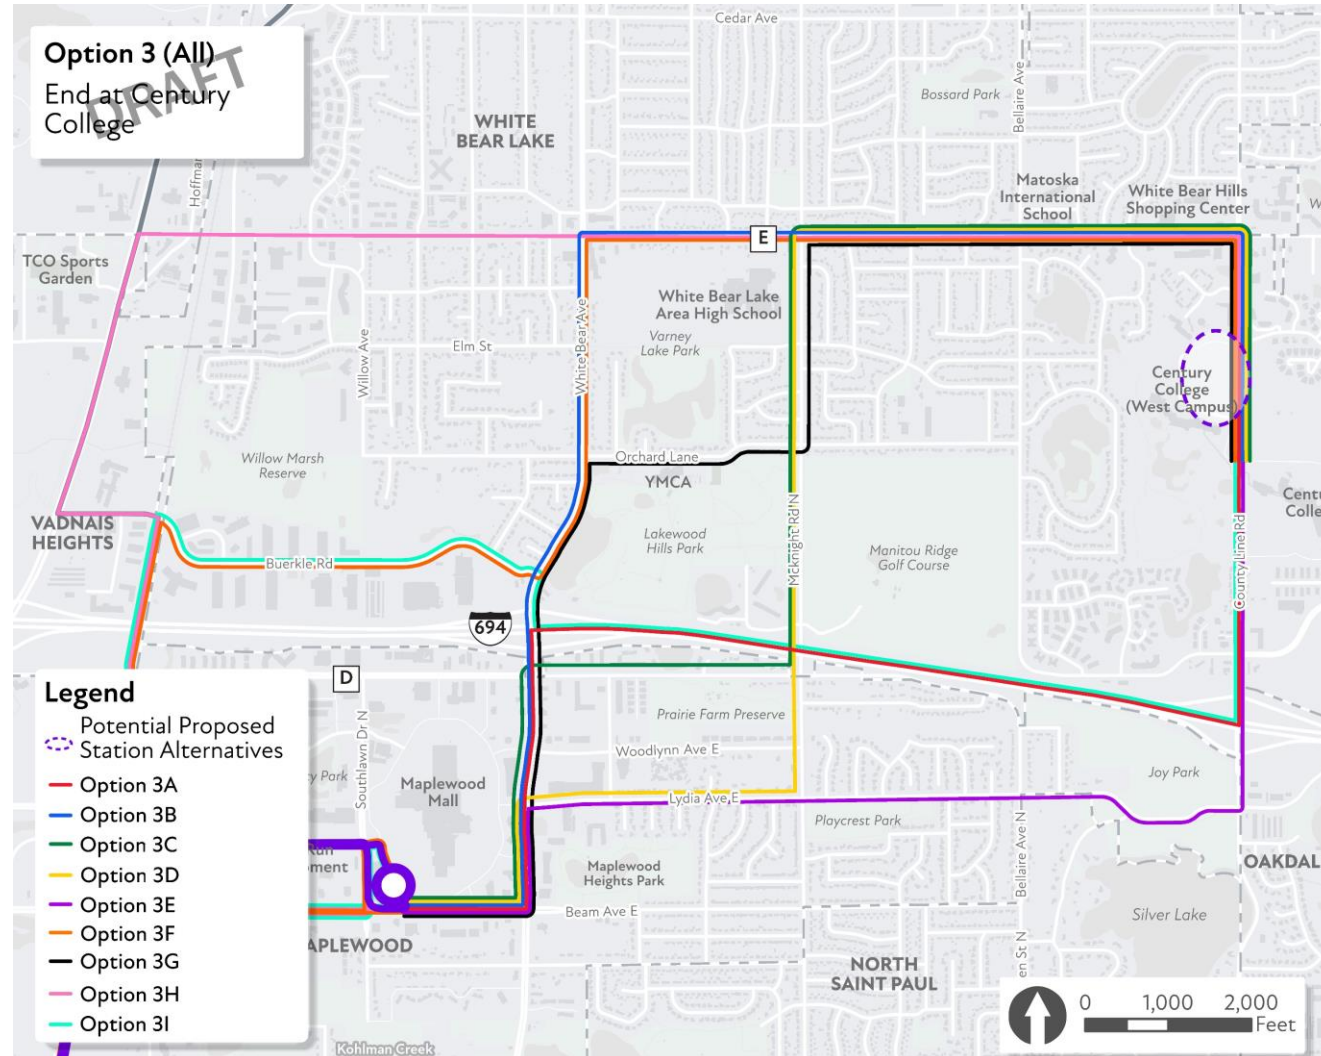 Option 3 (All)
End at Century
College
DRAFT
Cedar Ave
Bossard Park
Bellaire Ave
WHITE
BEAR LAKE
Matoska
International
School
White Bear Hills
Shopping Center
E
TCO Sports
Garden
White Bear Lake
Area High School
Varney
Lake Park
White Bear Ave
Willow Ave
Elm St
Century
College
(West Campus)
Orchard Lane
YMCA
Willow Marsh
Reserve
VADNAIS
HEIGHTS
Buerkle Rd
Lakewood
Hills Park
Mcknight Rd N
Manitou Ridge
Golf Course
County Line Rd
694
D
Legend
Potential Proposed
Station Alternatives
Option 3A
Option 3B
Option 3C
Option 3D
Option 3E
Option 3F
Option 3G
Option 3H
Option 3I
Southlawn Dr N
Maplewood
Mall
Prairie Farm Preserve
Woodlynn Ave E
Lydia Ave E
Playcrest Park
Joy Park
Bellaire Ave N
Maplewood
Heights Park
Beam Ave E
Silver Lake
NORTH
SAINT PAUL
Kohlman Creek
0 1,000 2,000
Feet